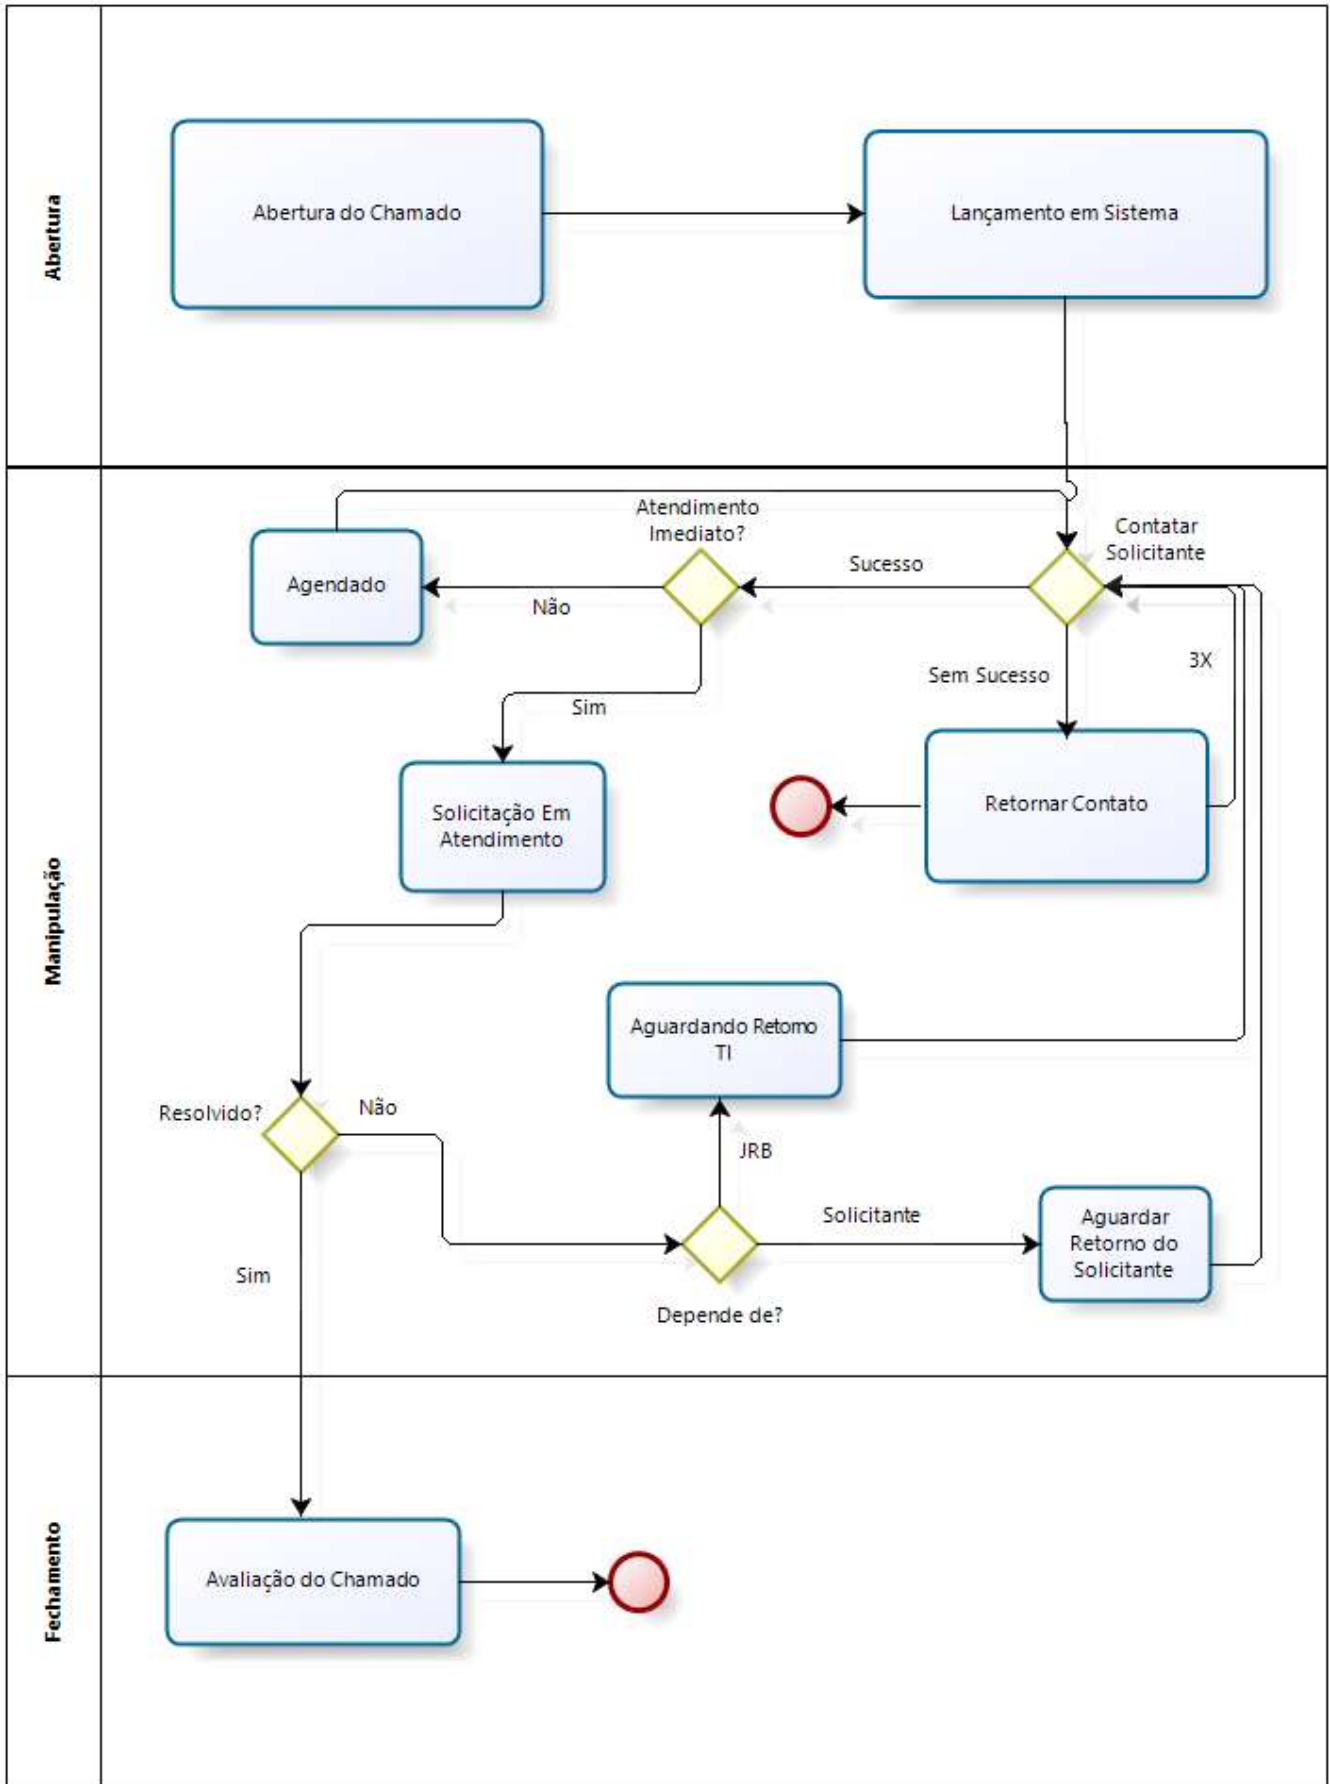 Abertura
Abertura do Chamado
Lançamento em Sistema
Manipulação
Atendimento
Imediato?
Contatar
Solicitante
Sucesso
Agendado
Não
3X
Sem Sucesso
Sim
Solicitação Em
Atendimento
Retornar Contato
Aguardando Retorno
TI
Resolvido?
Não
JRB
Solicitante
Aguardar
Retorno do
Solicitante
Sim
Depende de?
Fechamento
Avaliação do Chamado